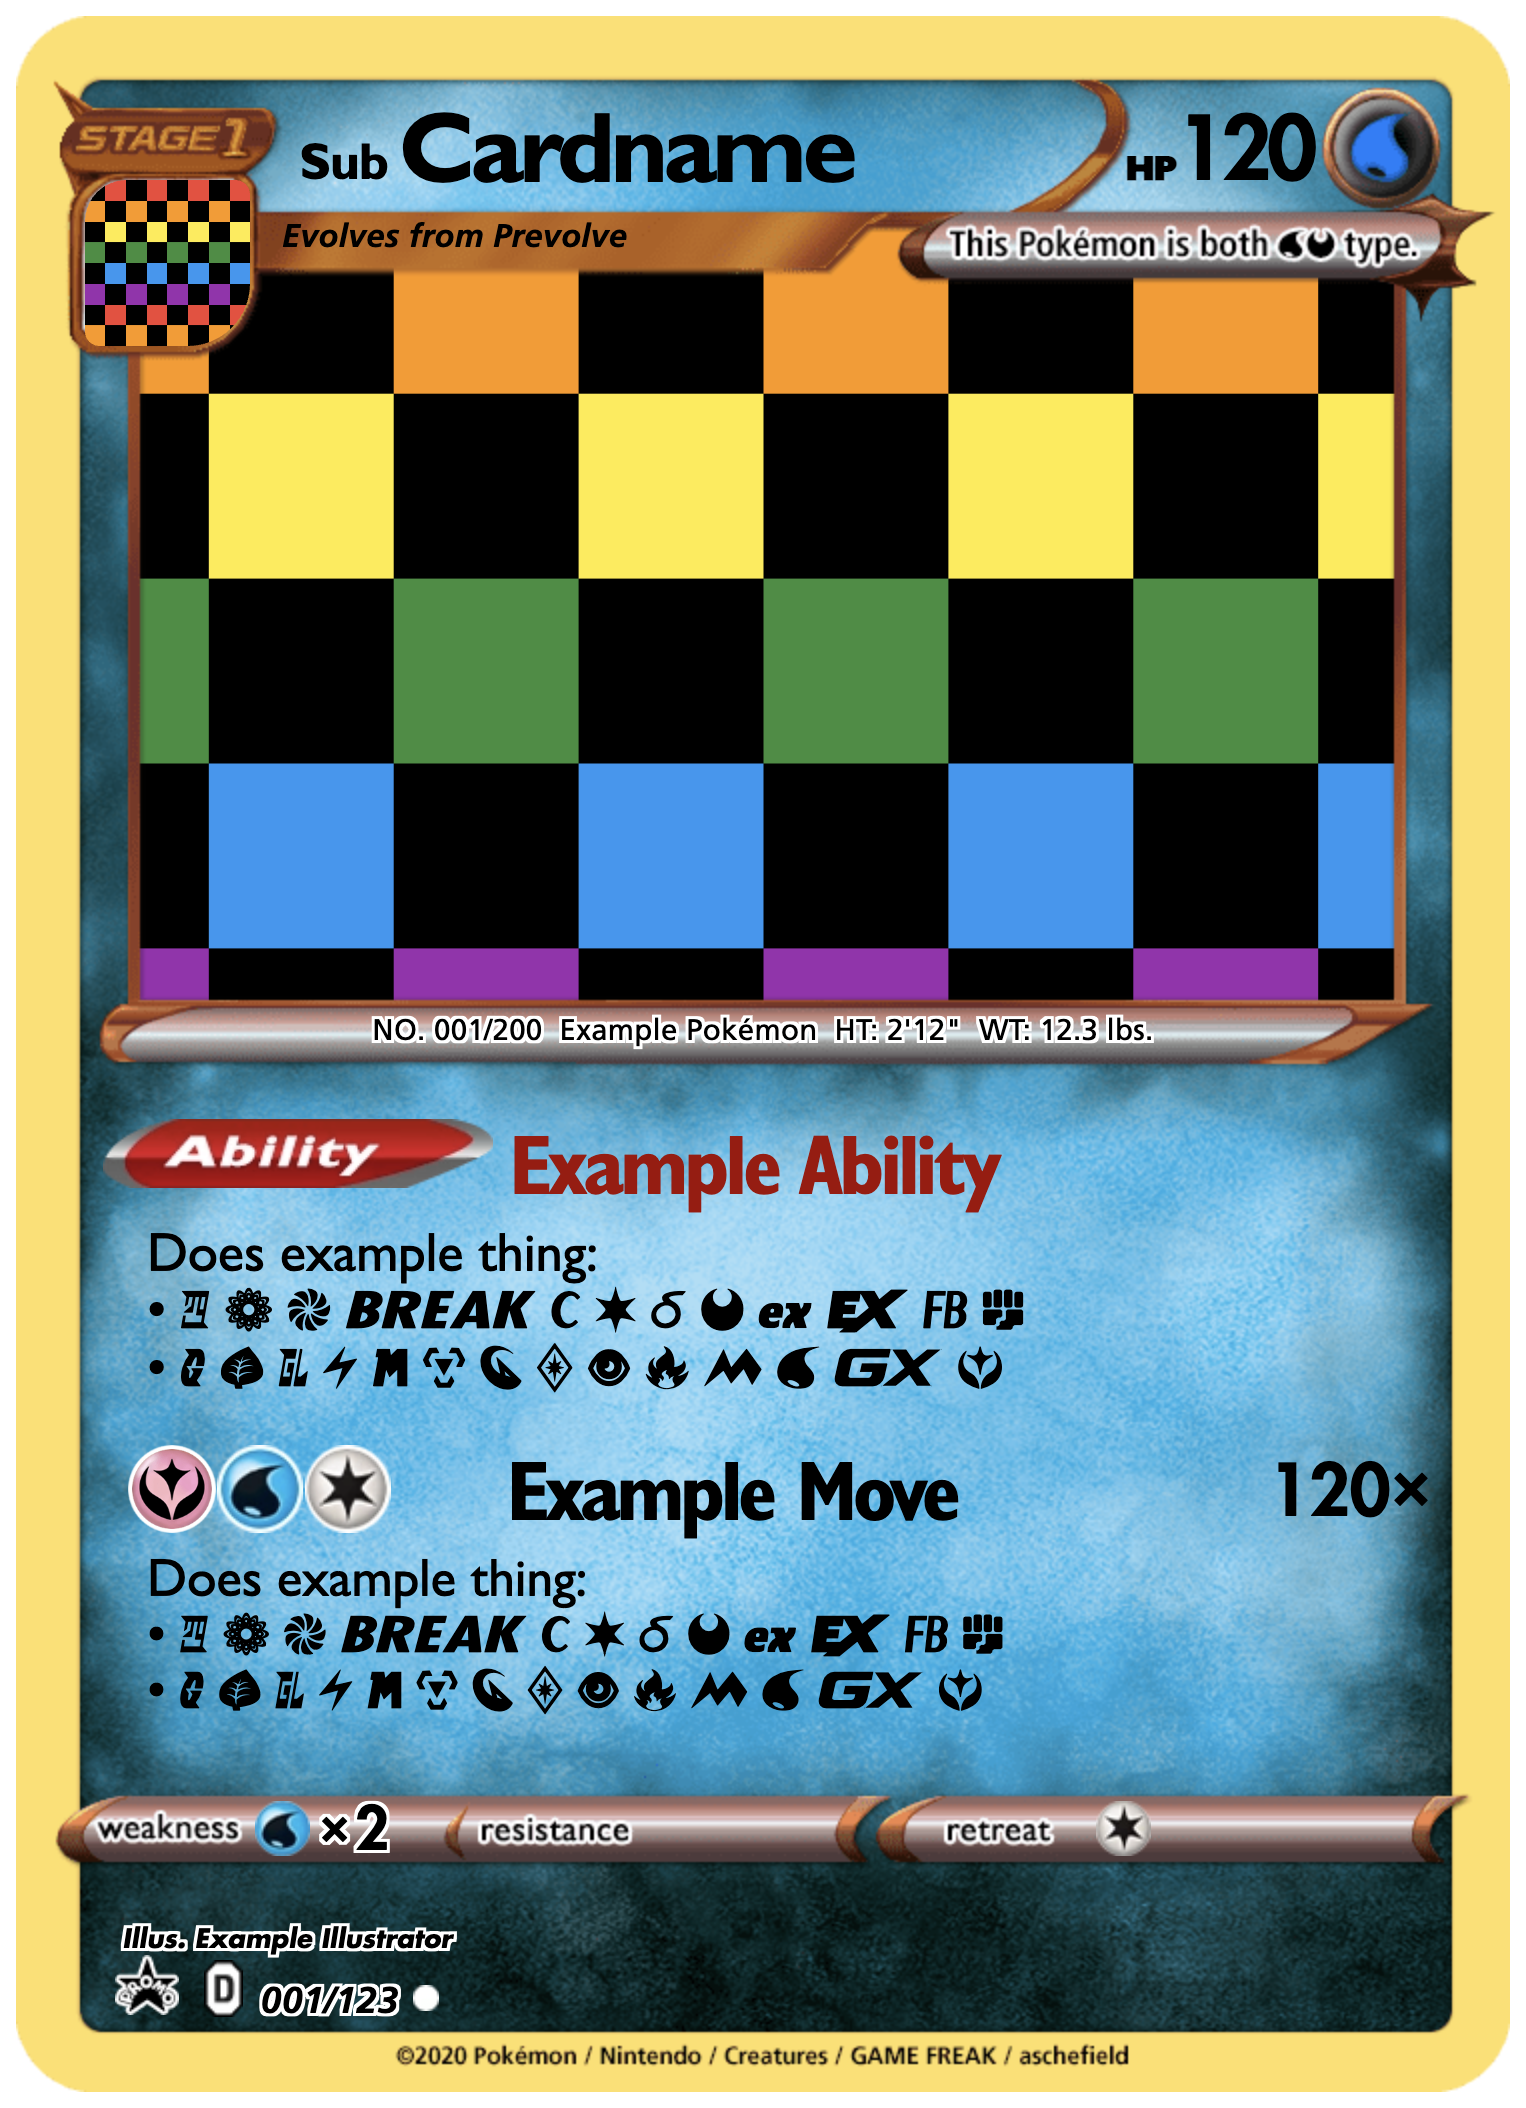 STAGE1
Sub Cardname
HP 120
Evolves from Prevolve
This Pokémon is both type.
NO. 001/200 Example Pokémon HT: 2'12" WT: 12.3 lbs.
Ability Example Ability
Does example thing:
• BREAK C δ ex EX FB
• G GL M GX
Example Move 120×
Does example thing:
• BREAK C δ ex EX FB
• G GL M GX
weakness ×2 resistance retreat
Illus. Example Illustrator
PROMO D 001/123
©2020 Pokémon / Nintendo / Creatures / GAME FREAK / aschefield